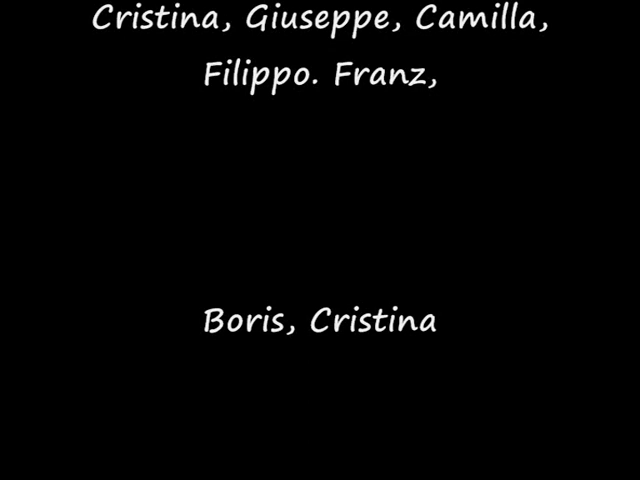 Cristina, Giuseppe, Camilla,
Filippo. Franz,
Boris, Cristina